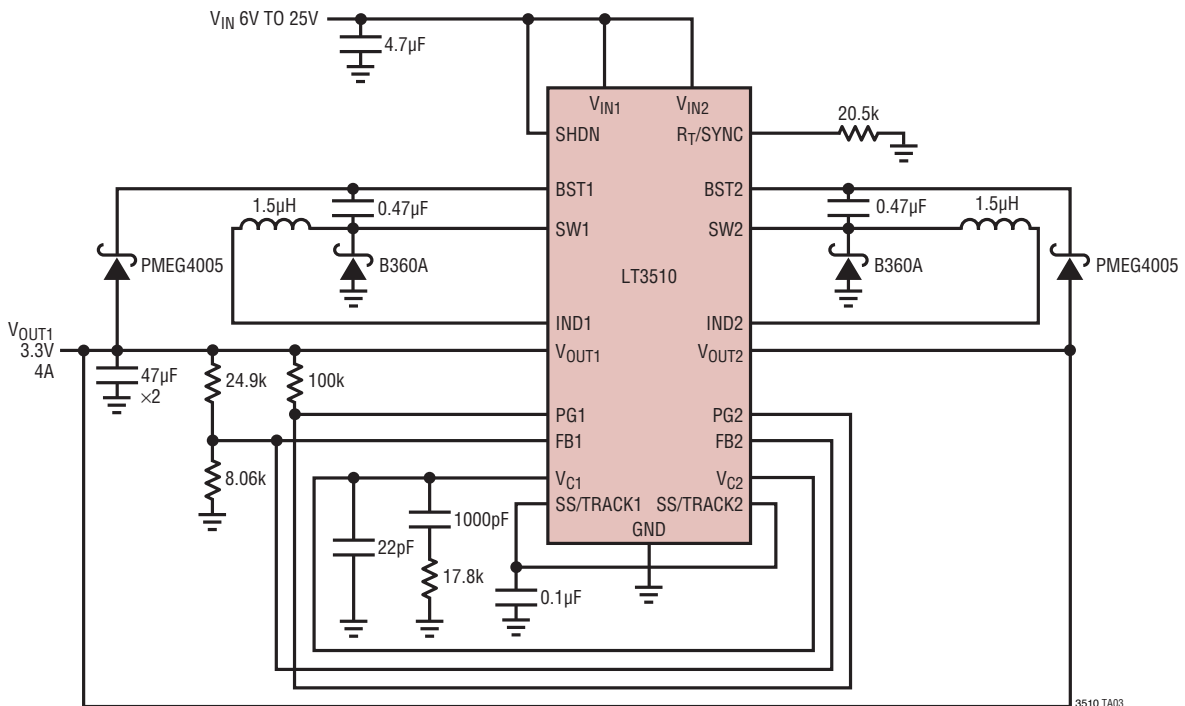 VIN 6V TO 25V
4.7µF
VIN1
VIN2
SHDN
RT/SYNC
20.5k
BST1
BST2
1.5µH
0.47µF
0.47µF
1.5µH
SW1
SW2
PMEG4005
B360A
LT3510
B360A
PMEG4005
IND1
IND2
VOUT1
3.3V
4A
VOUT1
VOUT2
47µF
×2
24.9k
100k
PG1
PG2
FB1
FB2
8.06k
VC1
VC2
SS/TRACK1
SS/TRACK2
1000pF
GND
22pF
17.8k
0.1µF
3510 TA03